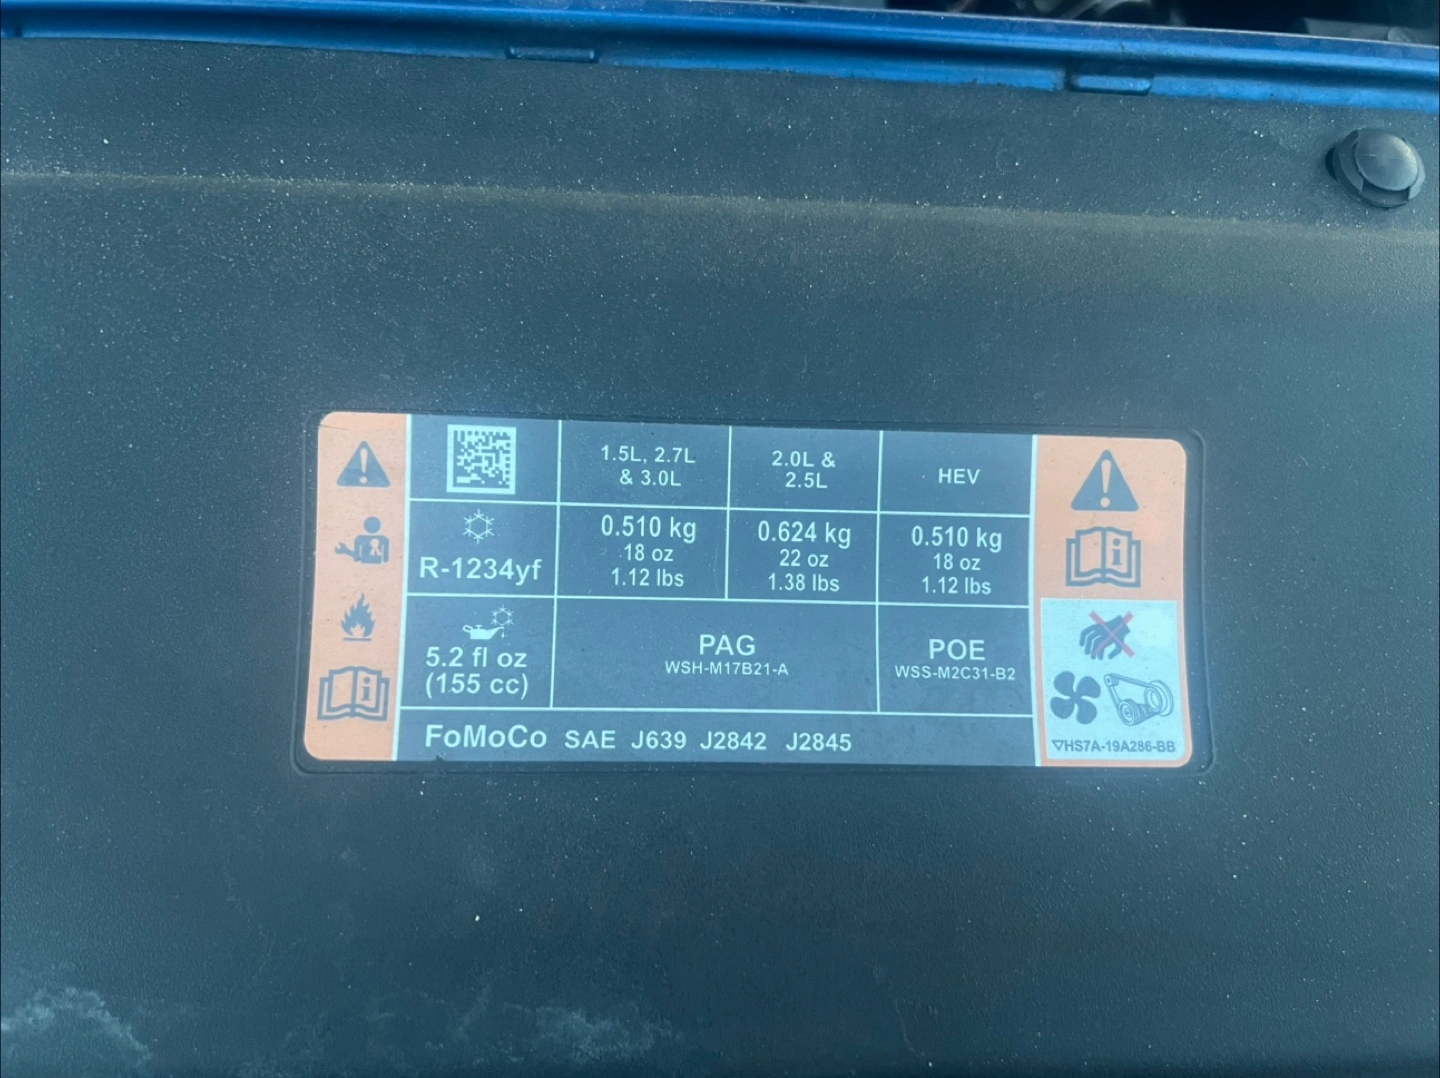 1.5L, 2.7L
& 3.0L
2.0L &
2.5L
HEV
R-1234yf
0.510 kg
18 oz
1.12 lbs
0.624 kg
22 oz
1.38 lbs
0.510 kg
18 oz
1.12 lbs
5.2 fl oz
(155 cc)
PAG
WSH-M17B21-A
POE
WSS-M2C31-B2
FoMoCo SAE J639 J2842 J2845
HS7A-19A286-BB